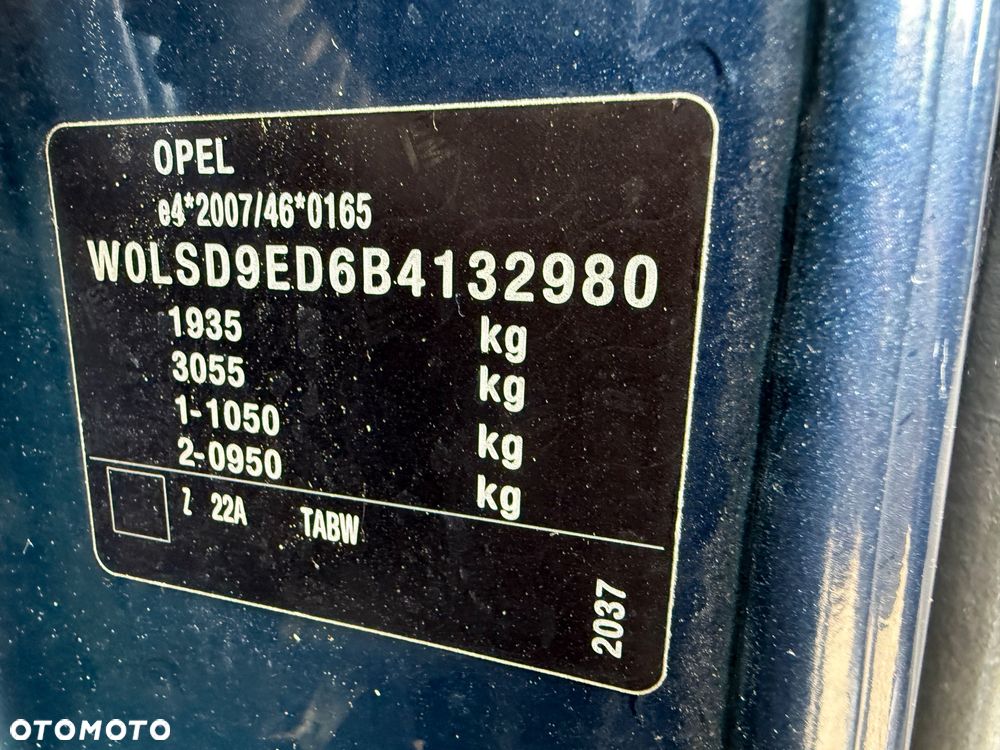 OPEL
e4*2007/46*0165
W0LSD9ED6B4132980
1935 kg
3055 kg
1-1050 kg
2-0950 kg
Z 22A TABW
2037
OTOMOTO